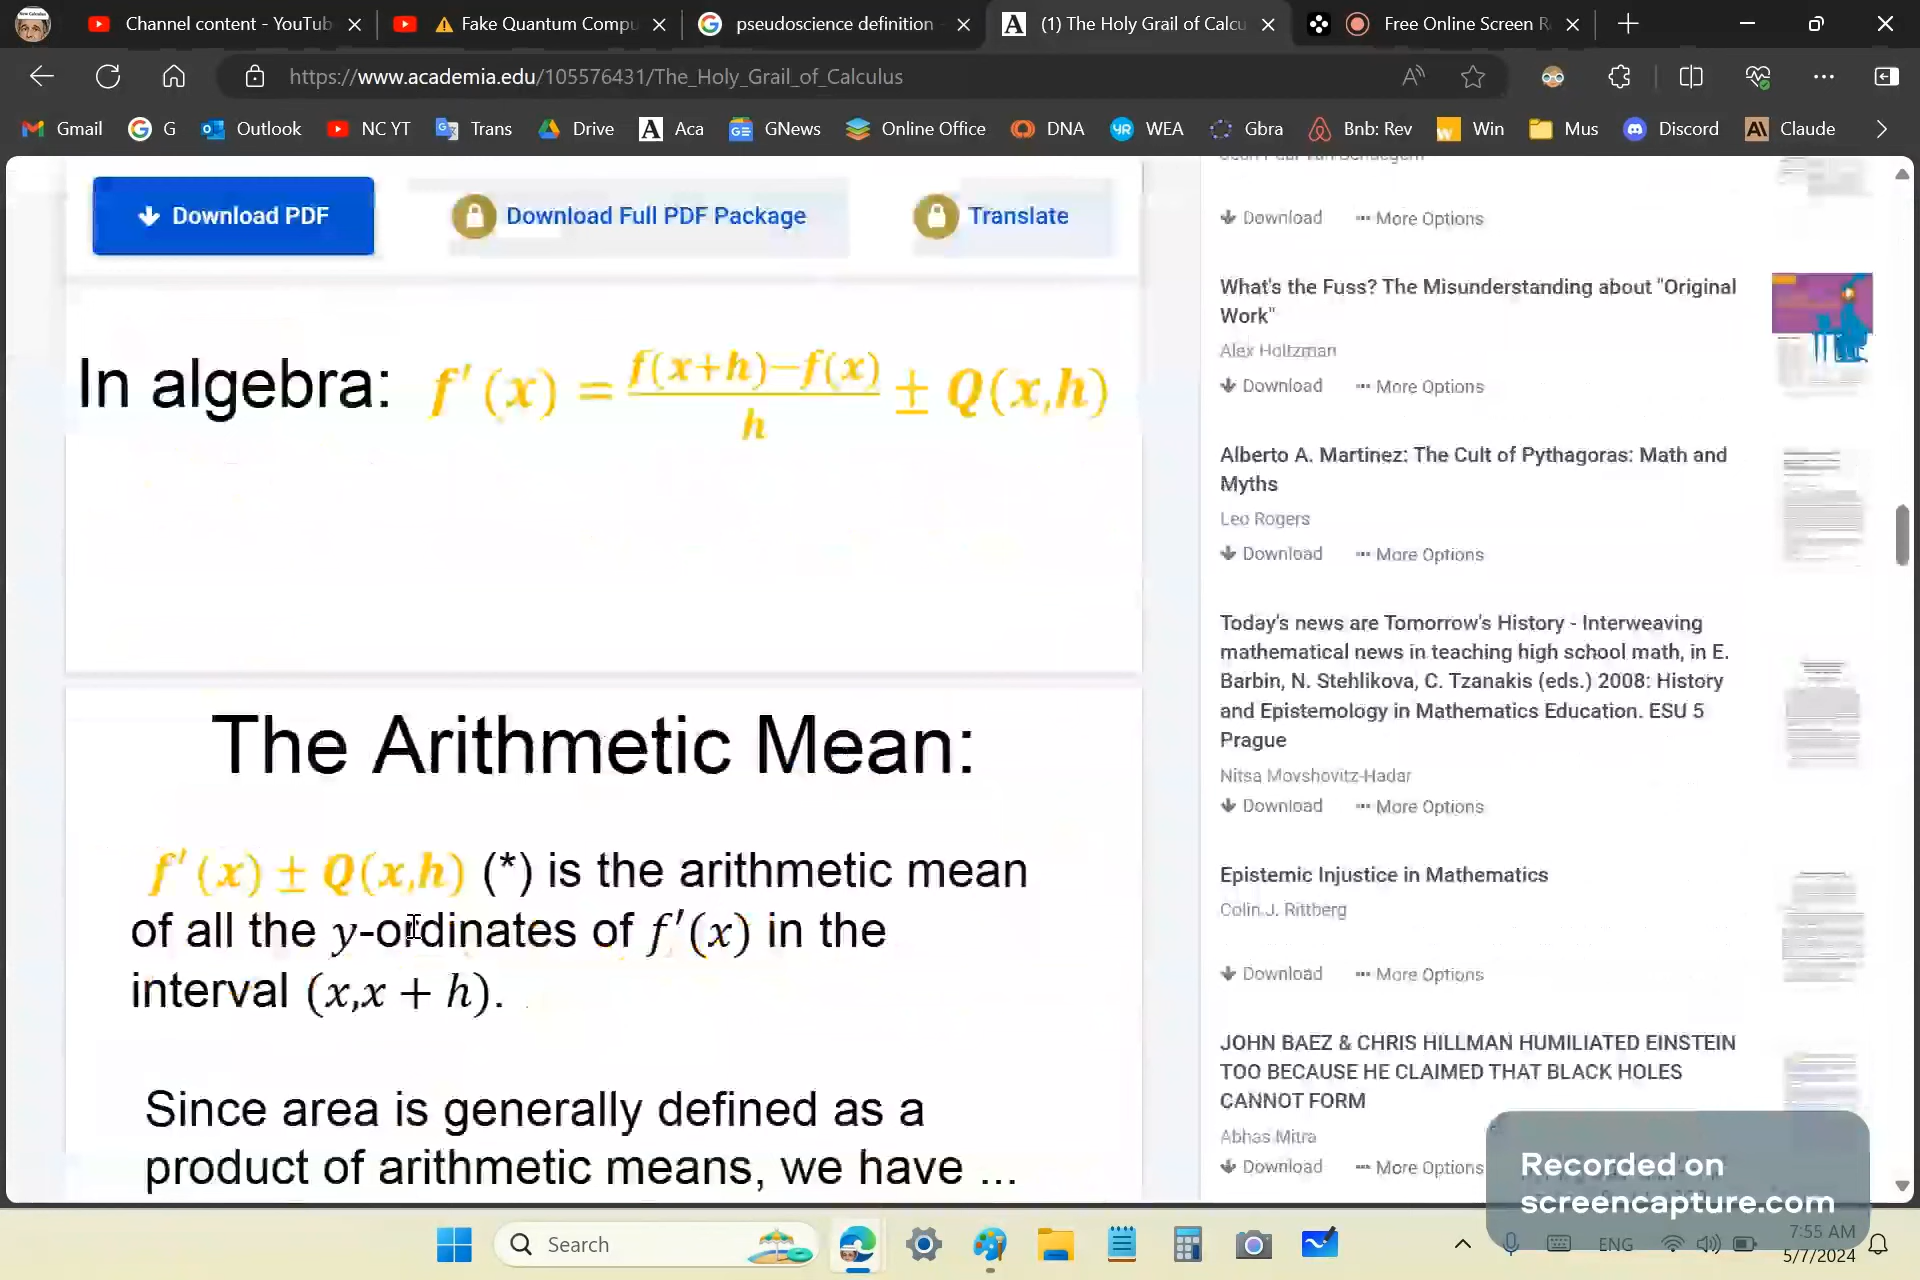 Channel content - YouTub
Fake Quantum Compu
pseudoscience definition -
(1) The Holy Grail of Calcu
Free Online Screen R
https://www.academia.edu/105576431/The_Holy_Grail_of_Calculus
Gmail
G
Outlook
NC YT
Trans
Drive
Aca
GNews
Online Office
DNA
WEA
Gbra
Bnb: Rev
Win
Mus
Discord
Claude
Download PDF
Download Full PDF Package
Translate
In algebra: f'(x) = f(x+h)−f(x) / h ± Q(x,h)
The Arithmetic Mean:
f'(x) ± Q(x,h) (*) is the arithmetic mean
of all the y-ordinates of f'(x) in the
interval (x,x + h).
Since area is generally defined as a
product of arithmetic means, we have ...
Download
More Options
What's the Fuss? The Misunderstanding about "Original
Work"
Alex Holtzman
Download
More Options
Alberto A. Martinez: The Cult of Pythagoras: Math and
Myths
Leo Rogers
Download
More Options
Today's news are Tomorrow's History - Interweaving
mathematical news in teaching high school math, in E.
Barbin, N. Stehlikova, C. Tzanakis (eds.) 2008: History
and Epistemology in Mathematics Education. ESU 5
Prague
Nitsa Movshovitz-Hadar
Download
More Options
Epistemic Injustice in Mathematics
Colin J. Rittberg
Download
More Options
JOHN BAEZ & CHRIS HILLMAN HUMILIATED EINSTEIN
TOO BECAUSE HE CLAIMED THAT BLACK HOLES
CANNOT FORM
Abhas Mitra
Download
More Options
Recorded on
screencapture.com
Search
ENG
7:55 AM
5/7/2024